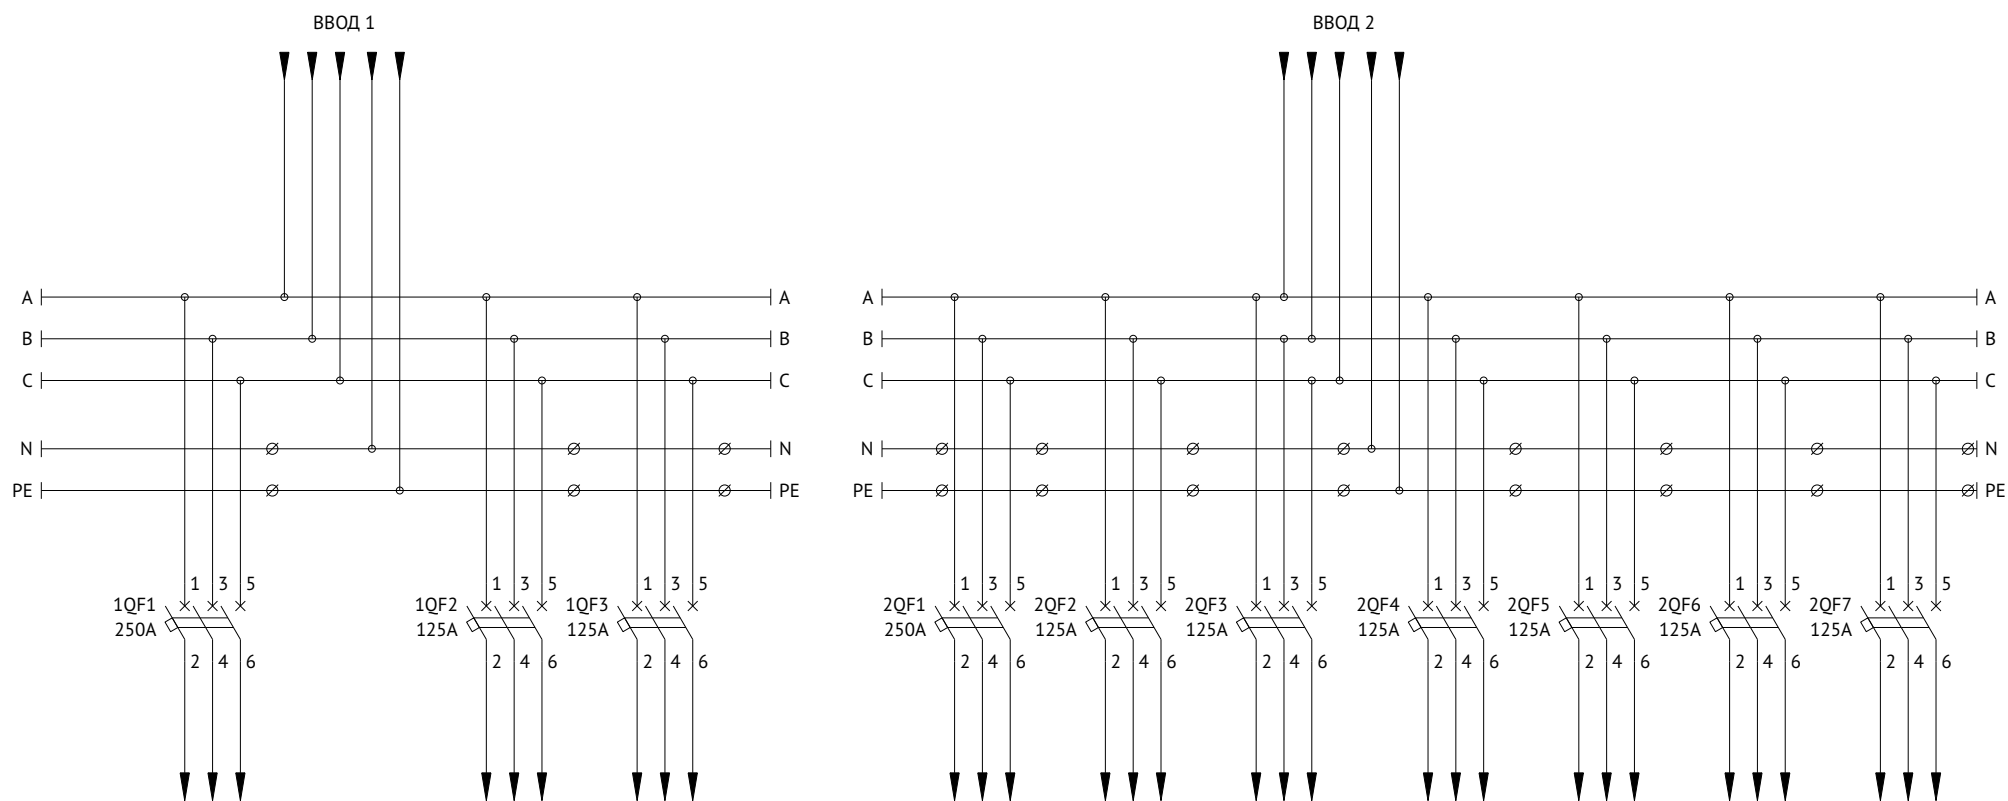 ВВОД 1 ВВОД 2
A A A A
B B B B
C C C C
N N N N
PE PE PE PE
1 3 5 1 3 5 1 3 5 1 3 5 1 3 5 1 3 5 1 3 5 1 3 5 1 3 5 1 3 5
1QF1 1QF2 1QF3 2QF1 2QF2 2QF3 2QF4 2QF5 2QF6 2QF7
250A 125A 125A 250A 125A 125A 125A 125A 125A 125A
2 4 6 2 4 6 2 4 6 2 4 6 2 4 6 2 4 6 2 4 6 2 4 6 2 4 6 2 4 6